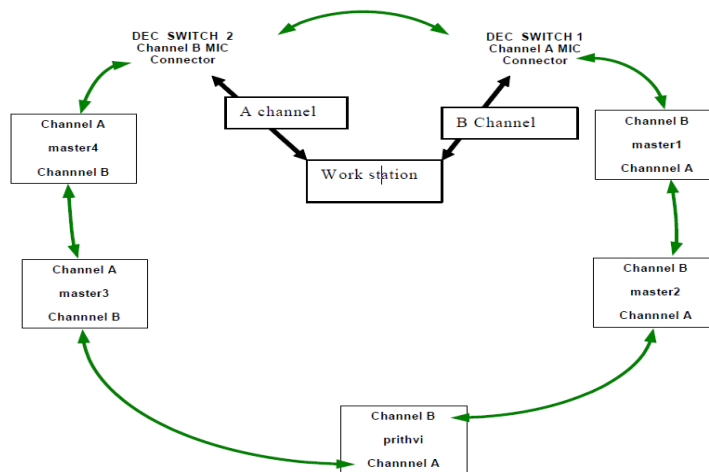 DEC SWITCH 2
Channel B MIC
Connector
DEC SWITCH 1
Channel A MIC
Connector
A channel
B Channel
Work station
Channel A
master4
Channnel B
Channel B
master1
Channnel A
Channel A
master3
Channnel B
Channel B
master2
Channnel A
Channel B
prithvi
Channnel A